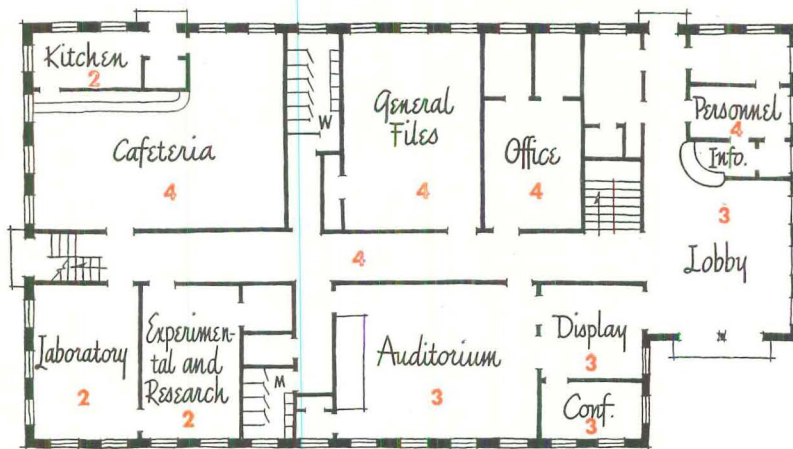 Kitchen
2
Cafeteria
4
W
General
Files
4
Office
4
Personnel
4
Info.
3
Lobby
4
Laboratory
2
Experimen-
tal and
Research
2
M
Auditorium
3
Display
3
Conf.
3